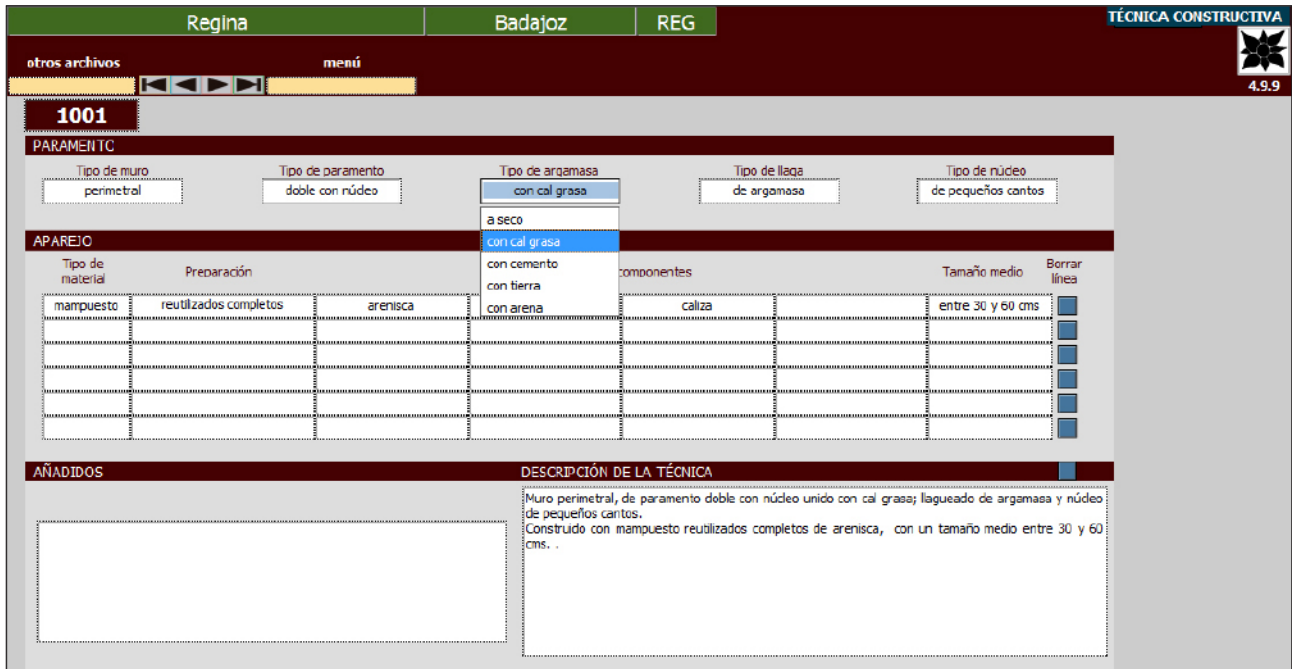 Regina Badajoz REG TÉCNICA CONSTRUCTIVA
otros archivos menú
4.9.9
1001
PARAMENTO
Tipo de muro Tipo de paramento Tipo de argamasa Tipo de llaga Tipo de núcleo
perimetral doble con núcleo con cal grasa de argamasa de pequeños cantos
a seco
APAREJO con cal grasa
con cemento
con tierra
con arena
Tipo de material Preparación componentes Tamaño medio Borrar línea
mampuesto reutilizados completos arenisca caliza entre 30 y 60 cms
AÑADIDOS DESCRIPCIÓN DE LA TÉCNICA
Muro perimetral, de paramento doble con núcleo unido con cal grasa; llagueado de argamasa y núcleo
de pequeños cantos.
Construido con mampuesto reutilizados completos de arenisca, con un tamaño medio entre 30 y 60
cms. .